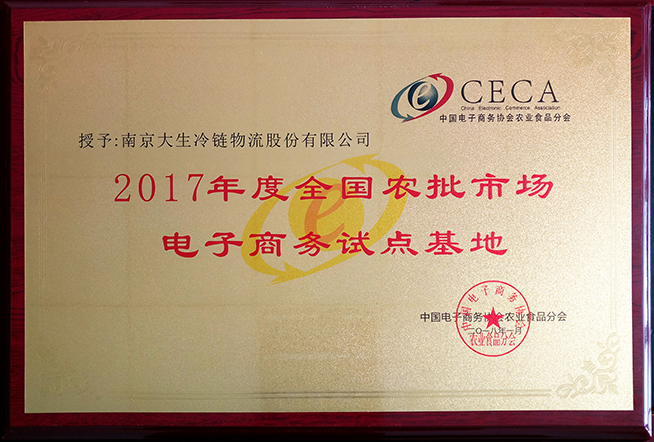 CECA
China Electronic Commerce Association
中国电子商务协会农业食品分会
授予:南京大生冷链物流股份有限公司
2017年度全国农批市场
电子商务试点基地
中国电子商务协会农业食品分会
二〇一八年一月
中国电子商务协会
农业食品分会